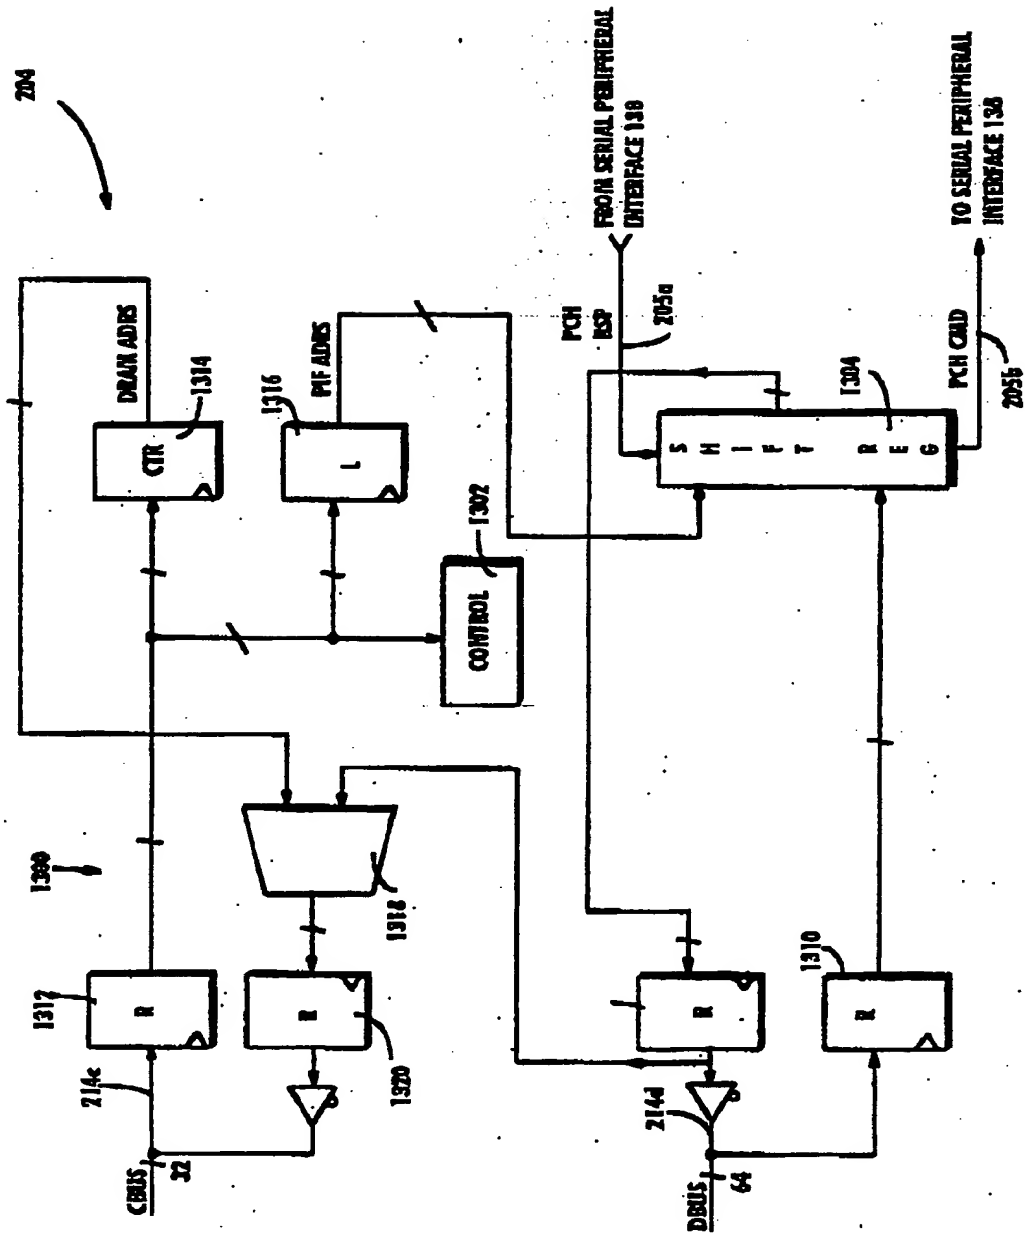 204
1300
1312
214c
DRAM ADRS
CBUS
R
CTR
32
1314
1316
R
PIF ADRS
L
1320
1318
CONTROL
1302
PCH
RSP
FROM SERIAL PERIPHERAL
INTERFACE 138
214d
205a
DBUS
R
SHIFT REG
64
1310
1304
R
PCH CMD
TO SERIAL PERIPHERAL
INTERFACE 138
205b